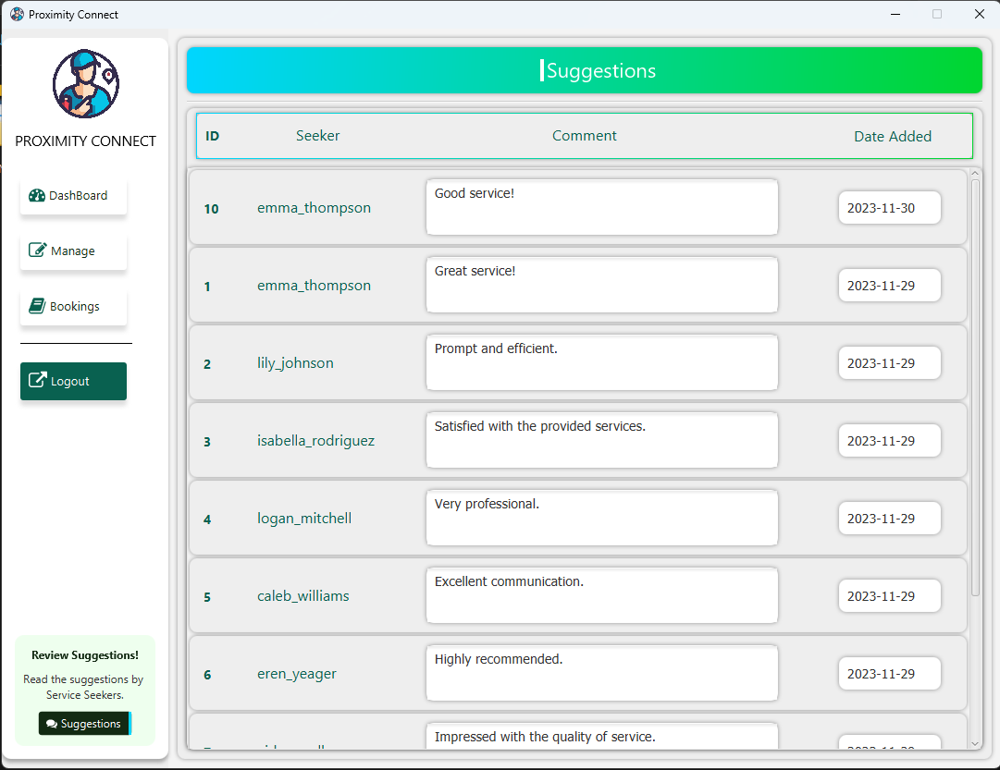 Proximity Connect
PROXIMITY CONNECT
DashBoard
Manage
Bookings
Logout
Review Suggestions!
Read the suggestions by
Service Seekers.
Suggestions
Suggestions
ID Seeker Comment Date Added
10 emma_thompson Good service! 2023-11-30
1 emma_thompson Great service! 2023-11-29
2 lily_johnson Prompt and efficient. 2023-11-29
3 isabella_rodriguez Satisfied with the provided services. 2023-11-29
4 logan_mitchell Very professional. 2023-11-29
5 caleb_williams Excellent communication. 2023-11-29
6 eren_yeager Highly recommended. 2023-11-29
Impressed with the quality of service.